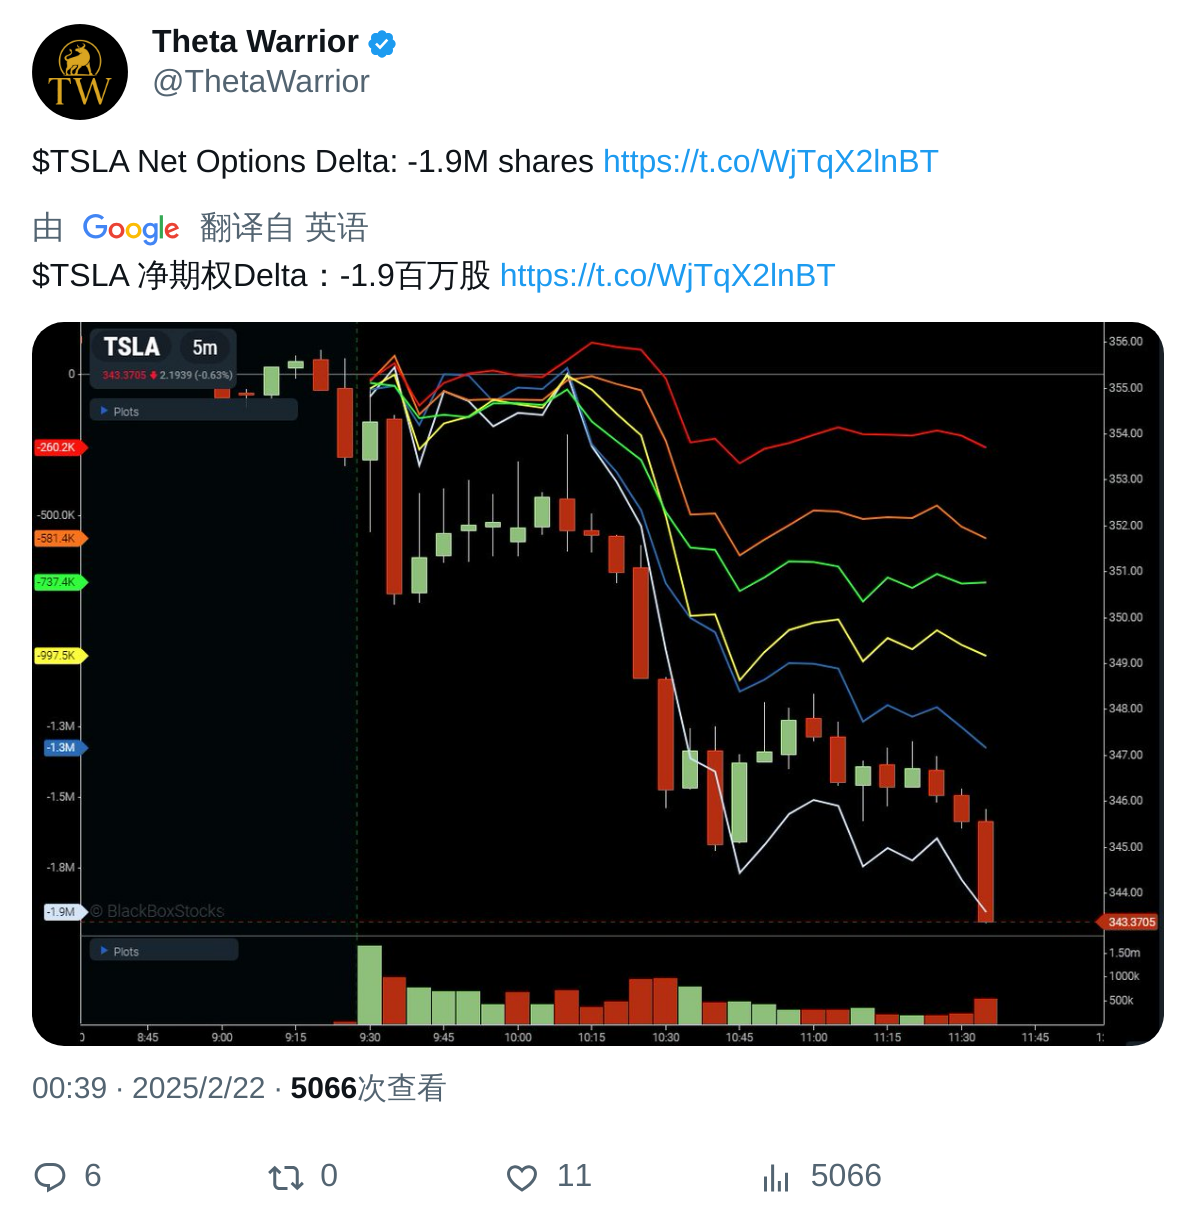 TW
Theta Warrior
@ThetaWarrior
$TSLA Net Options Delta: -1.9M shares https://t.co/WjTqX2lnBT
由 Google 翻译自 英语
$TSLA 净期权Delta：-1.9百万股 https://t.co/WjTqX2lnBT
TSLA 5m
343.3705 2.1939 (-0.63%)
Plots
0
-260.2K
-500.0K
-581.4K
-737.4K
-997.5K
-1.3M
-1.3M
-1.5M
-1.8M
-1.9M
© BlackBoxStocks
356.00
355.00
354.00
353.00
352.00
351.00
350.00
349.00
348.00
347.00
346.00
345.00
344.00
343.3705
Plots
1.50m
1000k
500k
8:45 9:00 9:15 9:30 9:45 10:00 10:15 10:30 10:45 11:00 11:15 11:30 11:45
00:39 · 2025/2/22 · 5066次查看
6 0 11 5066